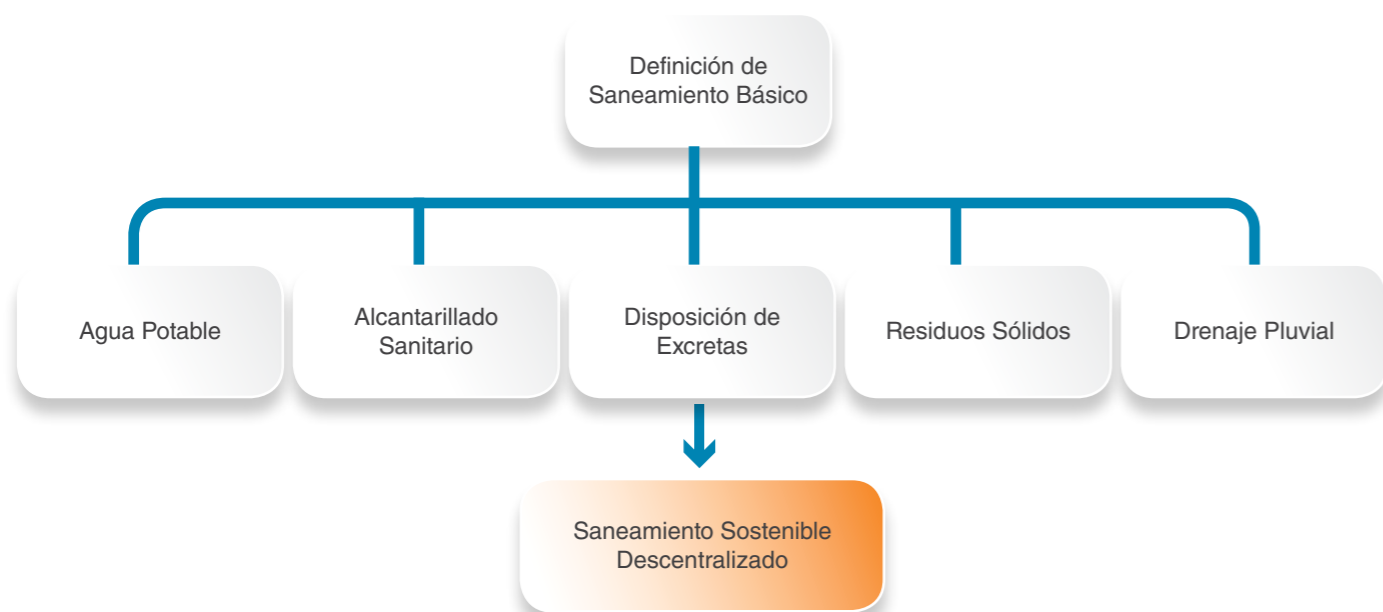 Definición de
Saneamiento Básico
Agua Potable
Alcantarillado
Sanitario
Disposición de
Excretas
Residuos Sólidos
Drenaje Pluvial
Saneamiento Sostenible
Descentralizado